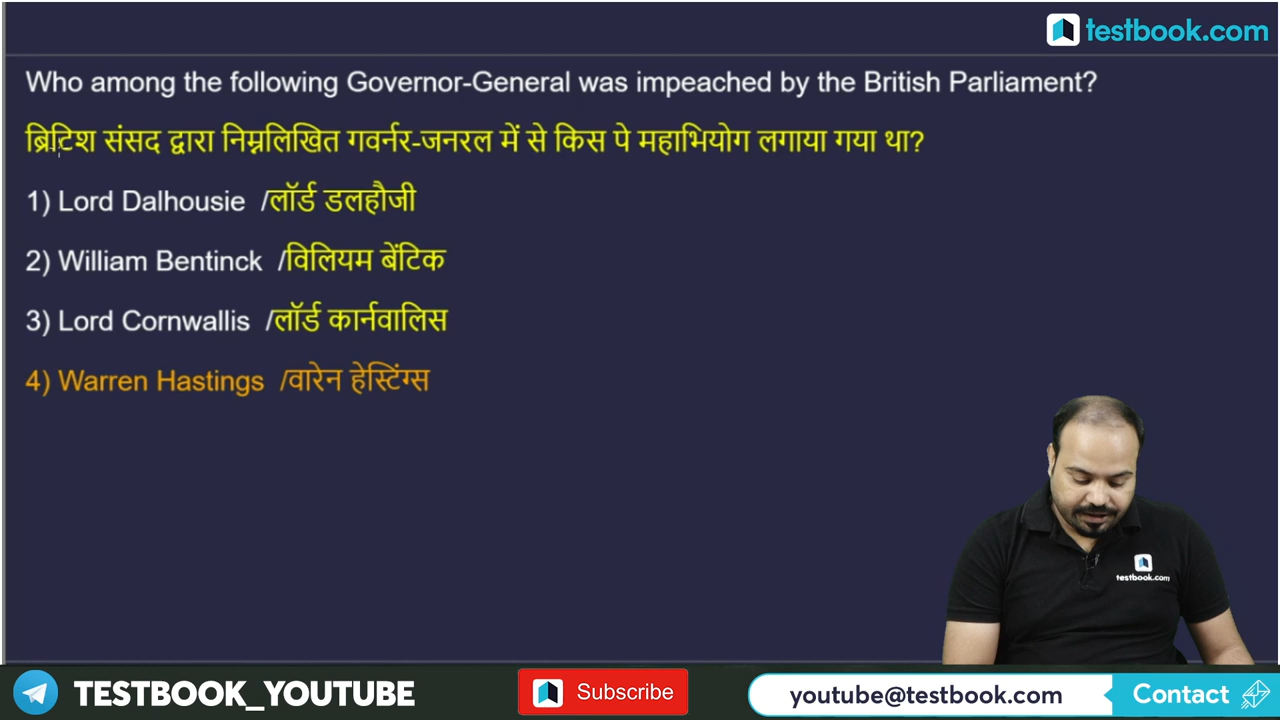 testbook.com
Who among the following Governor-General was impeached by the British Parliament?
ब्रिटिश संसद द्वारा निम्नलिखित गवर्नर-जनरल में से किस पे महाभियोग लगाया गया था?
1) Lord Dalhousie /लॉर्ड डलहौजी
2) William Bentinck /विलियम बेंटिक
3) Lord Cornwallis /लॉर्ड कार्नवालिस
4) Warren Hastings /वारेन हेस्टिंग्स
testbook.com
TESTBOOK_YOUTUBE
Subscribe
youtube@testbook.com
Contact